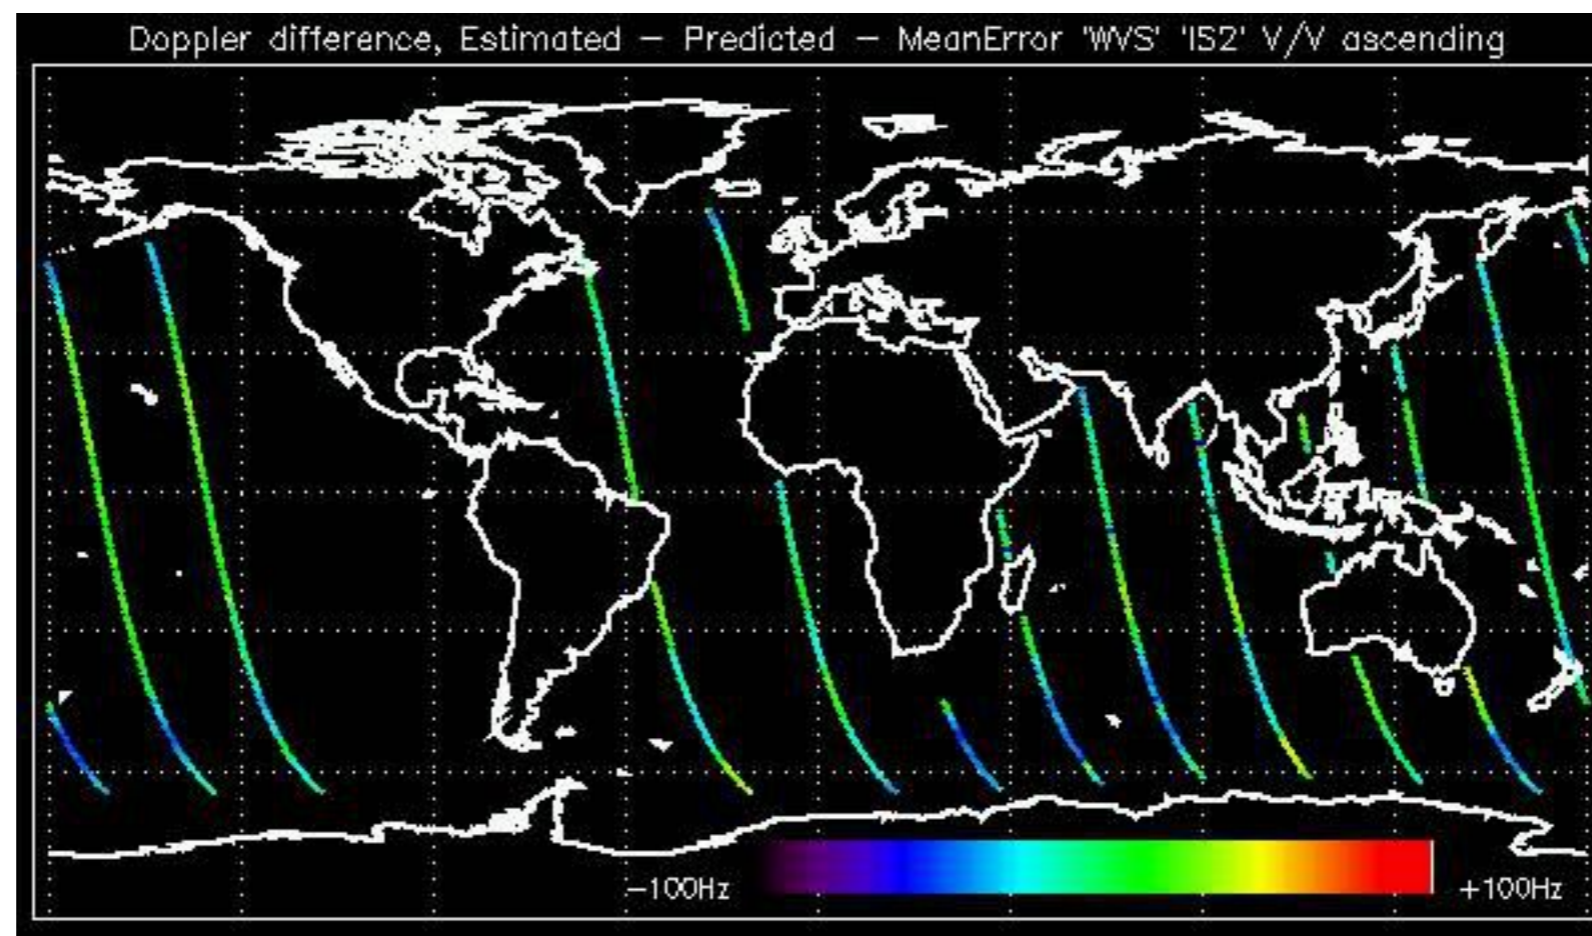 Doppler difference, Estimated — Predicted — MeanError 'WVS' 'IS2' V/V ascending
−100Hz
+100Hz